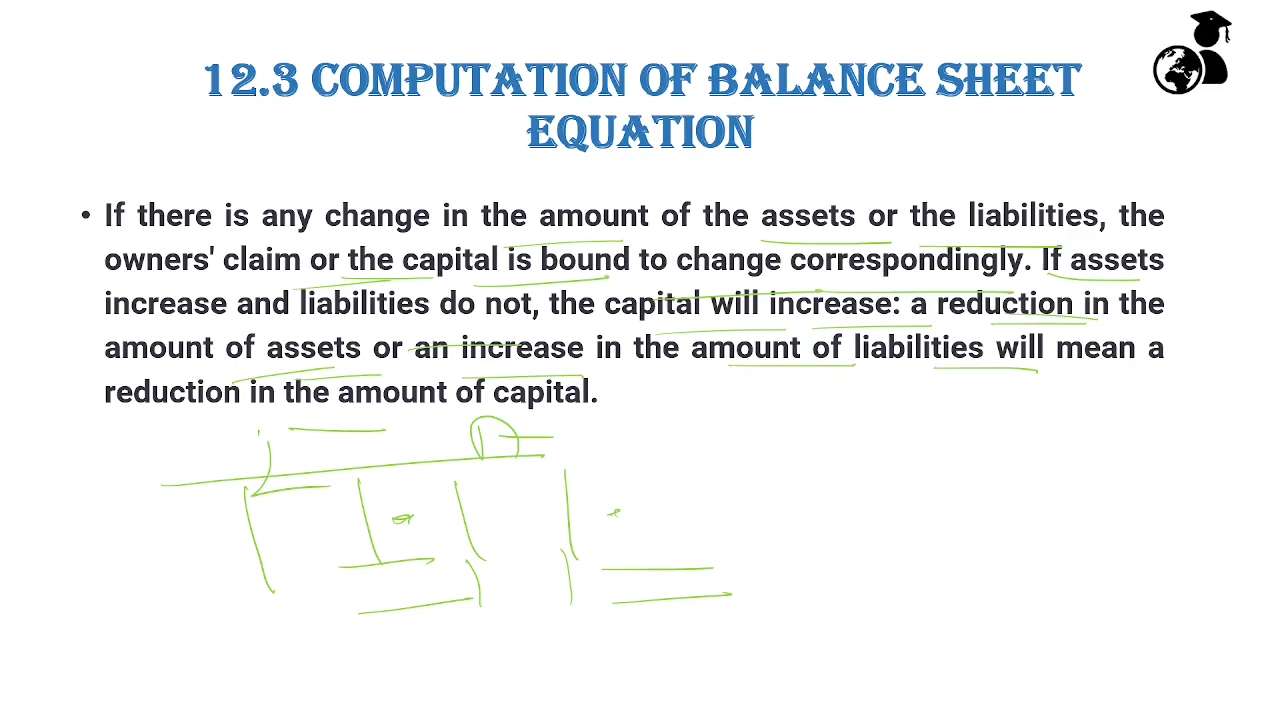 12.3 COMPUTATION OF BALANCE SHEET
EQUATION
• If there is any change in the amount of the assets or the liabilities, the
owners' claim or the capital is bound to change correspondingly. If assets
increase and liabilities do not, the capital will increase: a reduction in the
amount of assets or an increase in the amount of liabilities will mean a
reduction in the amount of capital.